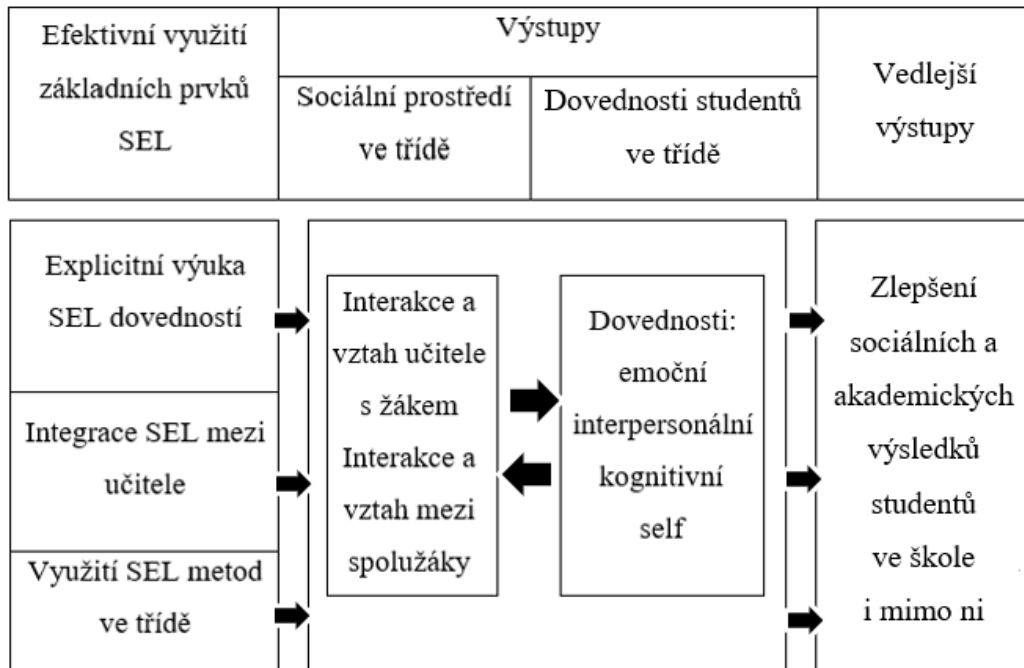 Efektivní využití
základních prvků
SEL
Výstupy
Sociální prostředí
ve třídě
Dovednosti studentů
ve třídě
Vedlejší
výstupy
Explicitní výuka
SEL dovedností
Integrace SEL mezi
učitele
Využití SEL metod
ve třídě
Interakce a
vztah učitele
s žákem
Interakce a
vztah mezi
spolužáky
Dovednosti:
emoční
interpersonální
kognitivní
self
Zlepšení
sociálních a
akademických
výsledků
studentů
ve škole
i mimo ni